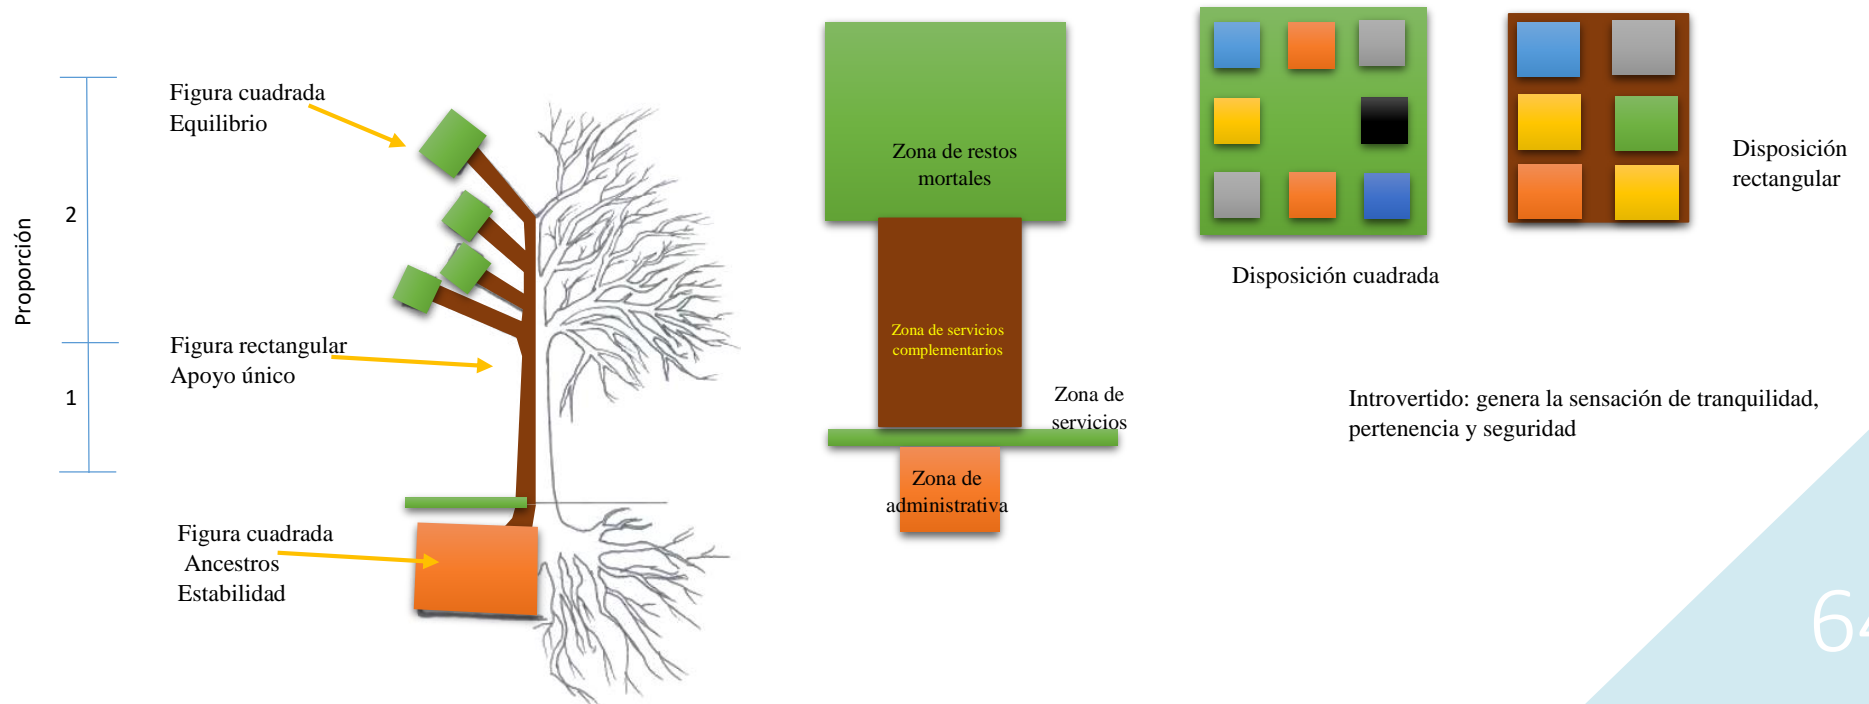 Proporción
2
1
Figura cuadrada
Equilibrio
Figura rectangular
Apoyo único
Figura cuadrada
Ancestros
Estabilidad
Zona de restos
mortales
Zona de servicios
complementarios
Zona de
servicios
Zona de
administrativa
Disposición cuadrada
Disposición
rectangular
Introvertido: genera la sensación de tranquilidad,
pertenencia y seguridad
64